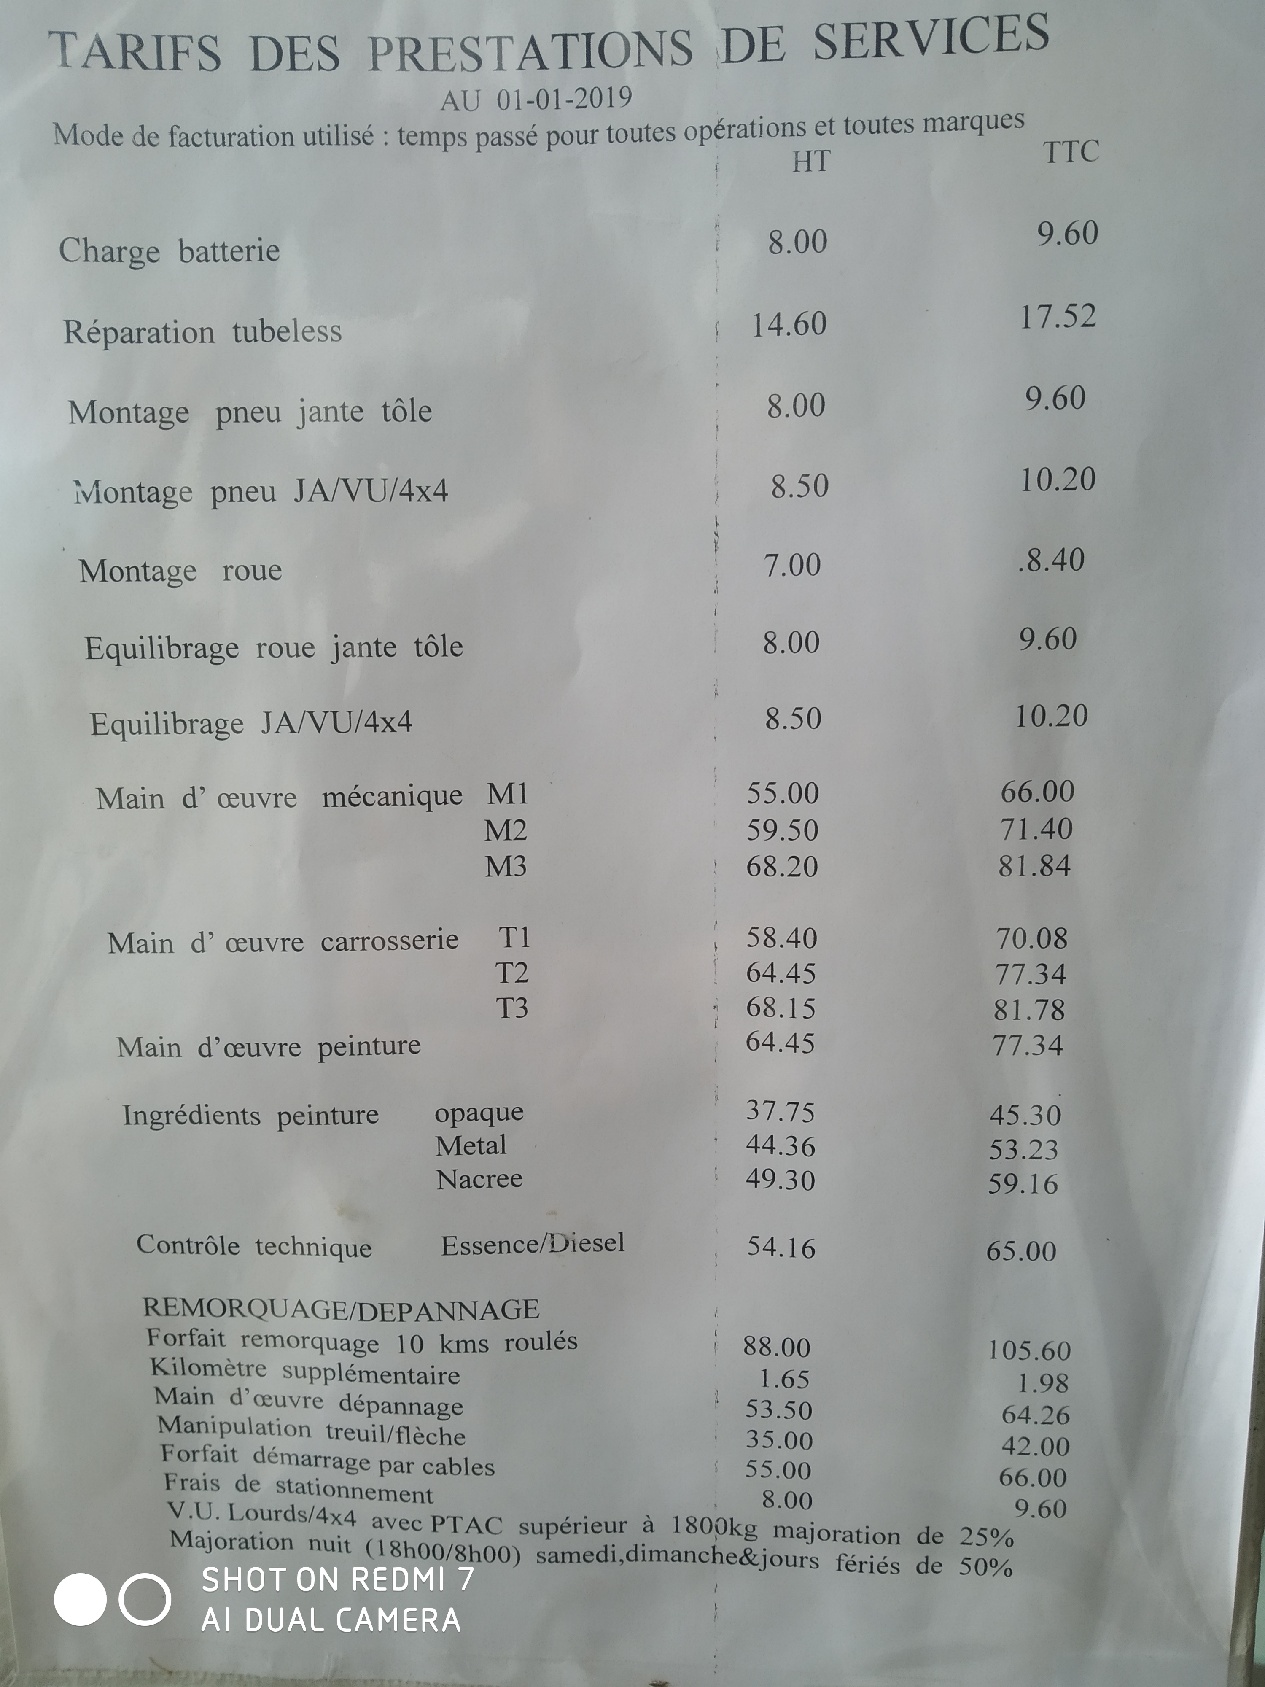 TARIFS DES PRESTATIONS DE SERVICES
AU 01-01-2019
Mode de facturation utilisé : temps passé pour toutes opérations et toutes marques
HT TTC
Charge batterie 8.00 9.60
Réparation tubeless 14.60 17.52
Montage pneu jante tôle 8.00 9.60
Montage pneu JA/VU/4x4 8.50 10.20
Montage roue 7.00 .8.40
Equilibrage roue jante tôle 8.00 9.60
Equilibrage JA/VU/4x4 8.50 10.20
Main d' œuvre mécanique M1 55.00 66.00
M2 59.50 71.40
M3 68.20 81.84
Main d' œuvre carrosserie T1 58.40 70.08
T2 64.45 77.34
T3 68.15 81.78
Main d'œuvre peinture 64.45 77.34
Ingrédients peinture opaque 37.75 45.30
Metal 44.36 53.23
Nacree 49.30 59.16
Contrôle technique Essence/Diesel 54.16 65.00
REMORQUAGE/DEPANNAGE
Forfait remorquage 10 kms roulés 88.00 105.60
Kilomètre supplémentaire 1.65 1.98
Main d'œuvre dépannage 53.50 64.26
Manipulation treuil/flèche 35.00 42.00
Forfait démarrage par cables 55.00 66.00
Frais de stationnement 8.00 9.60
V.U. Lourds/4x4 avec PTAC supérieur à 1800kg majoration de 25%
Majoration nuit (18h00/8h00) samedi,dimanche&jours fériés de 50%
SHOT ON REDMI 7
AI DUAL CAMERA